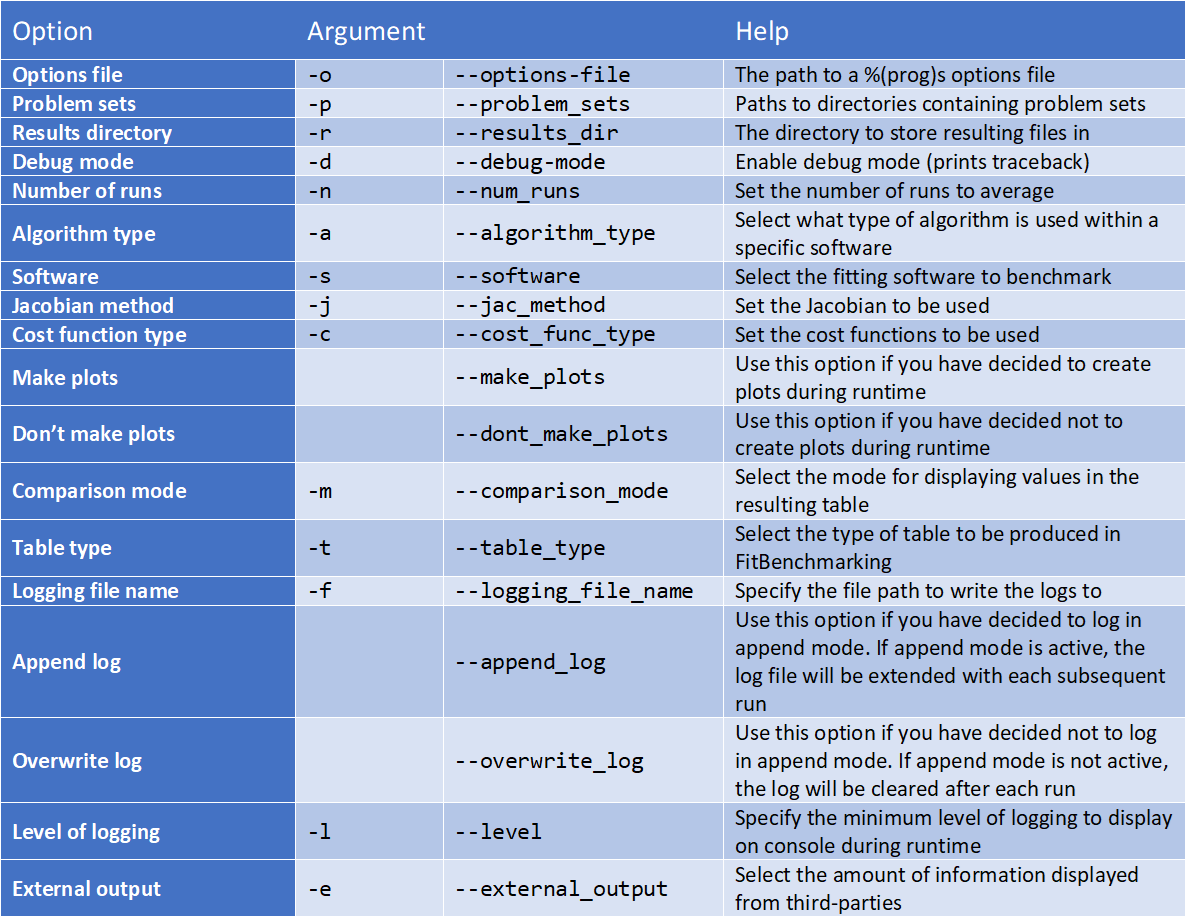 Option Argument Help
Options file -o --options-file The path to a %(prog)s options file
Problem sets -p --problem_sets Paths to directories containing problem sets
Results directory -r --results_dir The directory to store resulting files in
Debug mode -d --debug-mode Enable debug mode (prints traceback)
Number of runs -n --num_runs Set the number of runs to average
Algorithm type -a --algorithm_type Select what type of algorithm is used within a
specific software
Software -s --software Select the fitting software to benchmark
Jacobian method -j --jac_method Set the Jacobian to be used
Cost function type -c --cost_func_type Set the cost functions to be used
Make plots --make_plots Use this option if you have decided to create
plots during runtime
Don’t make plots --dont_make_plots Use this option if you have decided not to
create plots during runtime
Comparison mode -m --comparison_mode Select the mode for displaying values in the
resulting table
Table type -t --table_type Select the type of table to be produced in
FitBenchmarking
Logging file name -f --logging_file_name Specify the file path to write the logs to
Append log --append_log Use this option if you have decided to log in
append mode. If append mode is active, the
log file will be extended with each subsequent
run
Overwrite log --overwrite_log Use this option if you have decided not to log
in append mode. If append mode is not active,
the log will be cleared after each run
Level of logging -l --level Specify the minimum level of logging to display
on console during runtime
External output -e --external_output Select the amount of information displayed
from third-parties